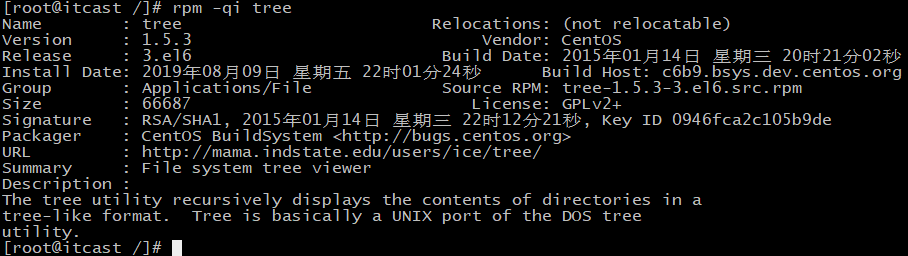 [root@itcast /]# rpm -qi tree
Name        : tree                         Relocations: (not relocatable)
Version     : 1.5.3                             Vendor: CentOS
Release     : 3.el6                         Build Date: 2015年01月14日 星期三 20时21分02秒
Install Date: 2019年08月09日 星期五 22时01分24秒      Build Host: c6b9.bsys.dev.centos.org
Group       : Applications/File             Source RPM: tree-1.5.3-3.el6.src.rpm
Size        : 66687                            License: GPLv2+
Signature   : RSA/SHA1, 2015年01月14日 星期三 22时12分21秒, Key ID 0946fca2c105b9de
Packager    : CentOS BuildSystem <http://bugs.centos.org>
URL         : http://mama.indstate.edu/users/ice/tree/
Summary     : File system tree viewer
Description :
The tree utility recursively displays the contents of directories in a
tree-like format.  Tree is basically a UNIX port of the DOS tree
utility.
[root@itcast /]#